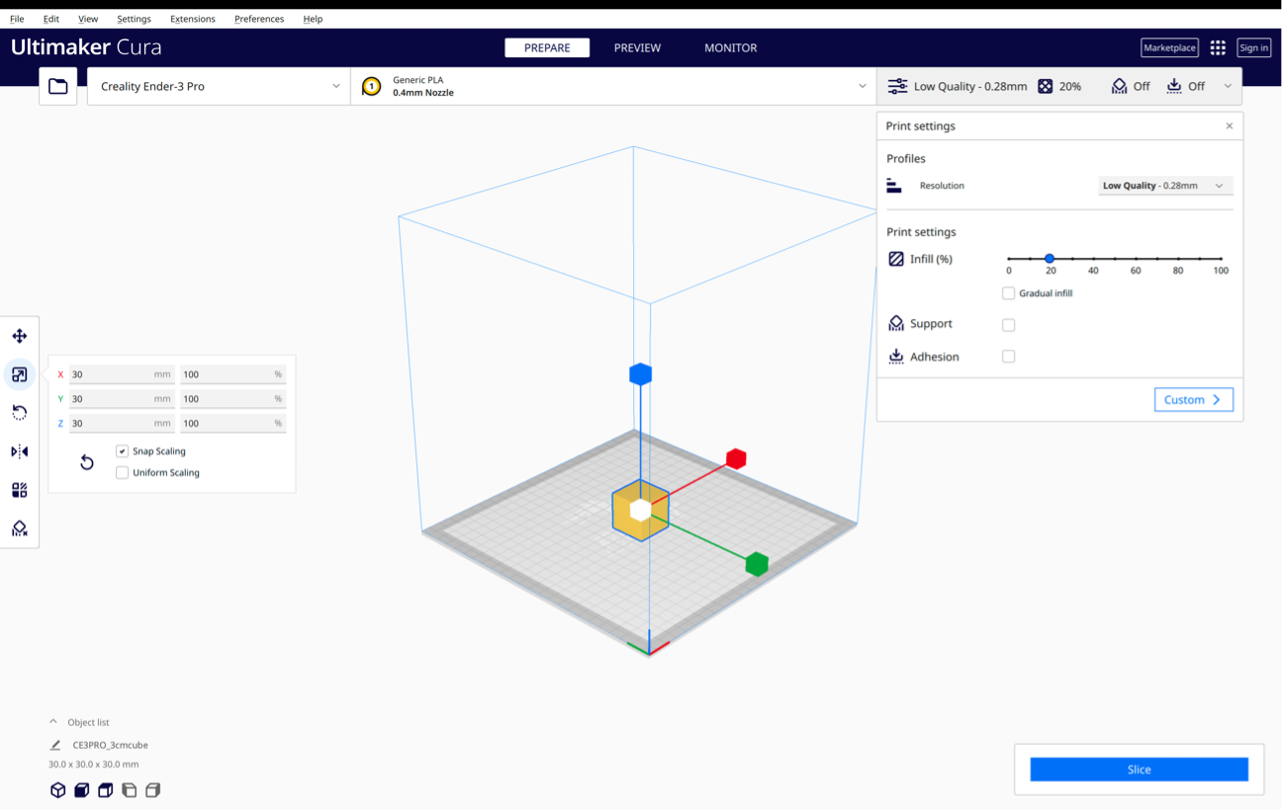 File Edit View Settings Extensions Preferences Help
Ultimaker Cura PREPARE PREVIEW MONITOR Marketplace Sign in
Creality Ender-3 Pro
1
Generic PLA
0.4mm Nozzle
Low Quality - 0.28mm 20% Off Off
Print settings
Profiles
Resolution Low Quality - 0.28mm
Print settings
Infill (%)
0 20 40 60 80 100
Gradual infill
Support
Adhesion
Custom
X 30 mm 100 %
Y 30 mm 100 %
Z 30 mm 100 %
Snap Scaling
Uniform Scaling
Object list
CE3PRO_3cmcube
30.0 x 30.0 x 30.0 mm
Slice